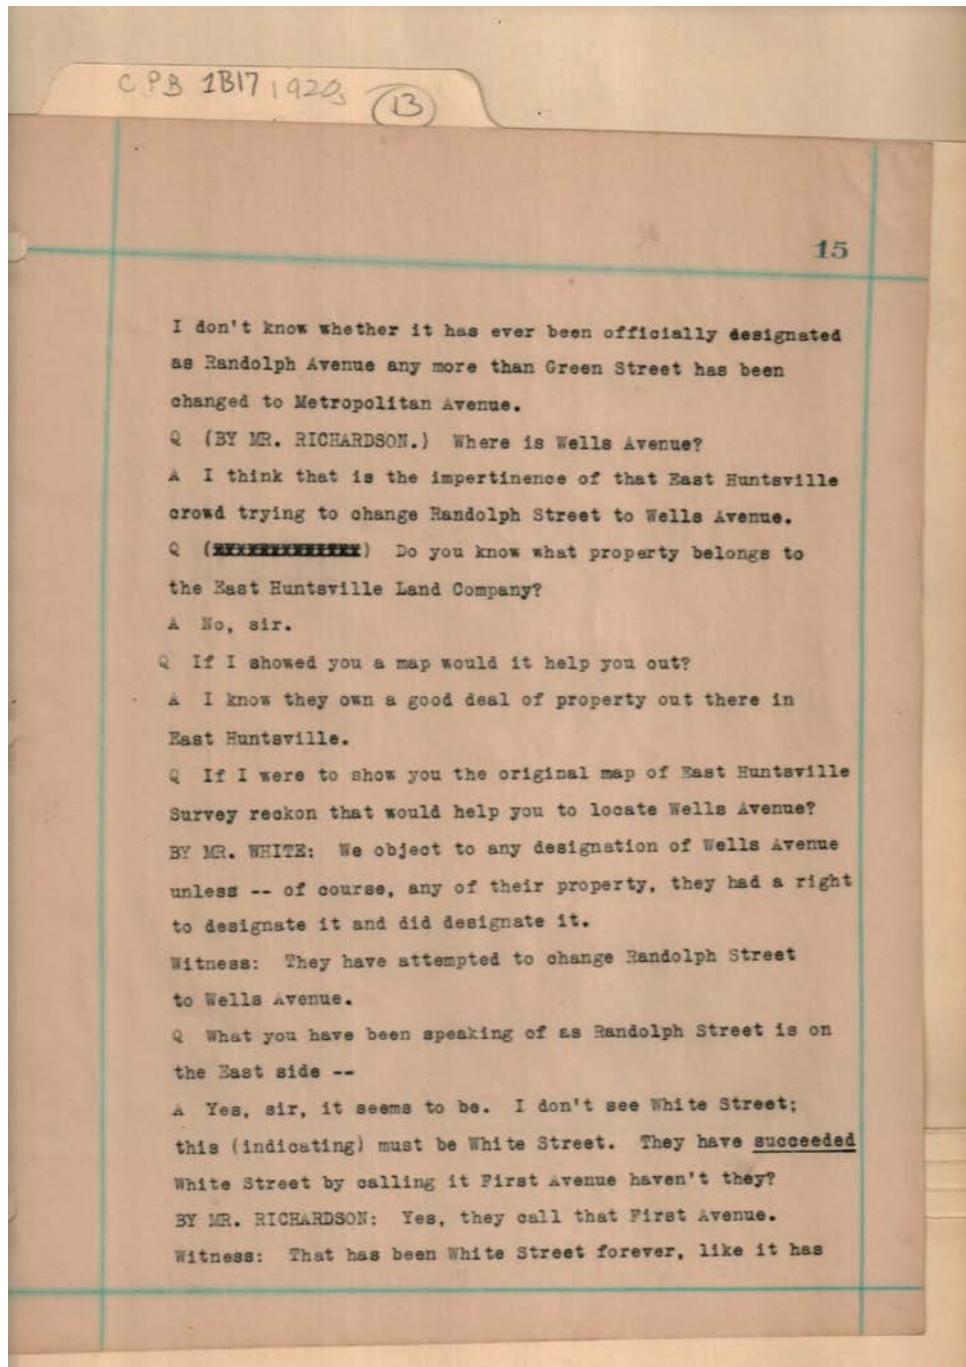 CPB 1B17 1920s 13
15
I don't know whether it has ever been officially designated
as Randolph Avenue any more than Green Street has been
changed to Metropolitan Avenue.
Q (BY MR. RICHARDSON.) Where is Wells Avenue?
A I think that is the impertinence of that East Huntsville
crowd trying to change Randolph Street to Wells Avenue.
Q ( ) Do you know what property belongs to
the East Huntsville Land Company?
A No, sir.
Q If I showed you a map would it help you out?
A I know they own a good deal of property out there in
East Huntsville.
Q If I were to show you the original map of East Huntsville
Survey reckon that would help you to locate Wells Avenue?
BY MR. WHITE: We object to any designation of Wells Avenue
unless -- of course, any of their property, they had a right
to designate it and did designate it.
Witness: They have attempted to change Randolph Street
to Wells Avenue.
Q What you have been speaking of as Randolph Street is on
the East side --
A Yes, sir, it seems to be. I don't see White Street;
this (indicating) must be White Street. They have succeeded
White Street by calling it First Avenue haven't they?
BY MR. RICHARDSON: Yes, they call that First Avenue.
Witness: That has been White Street forever, like it has